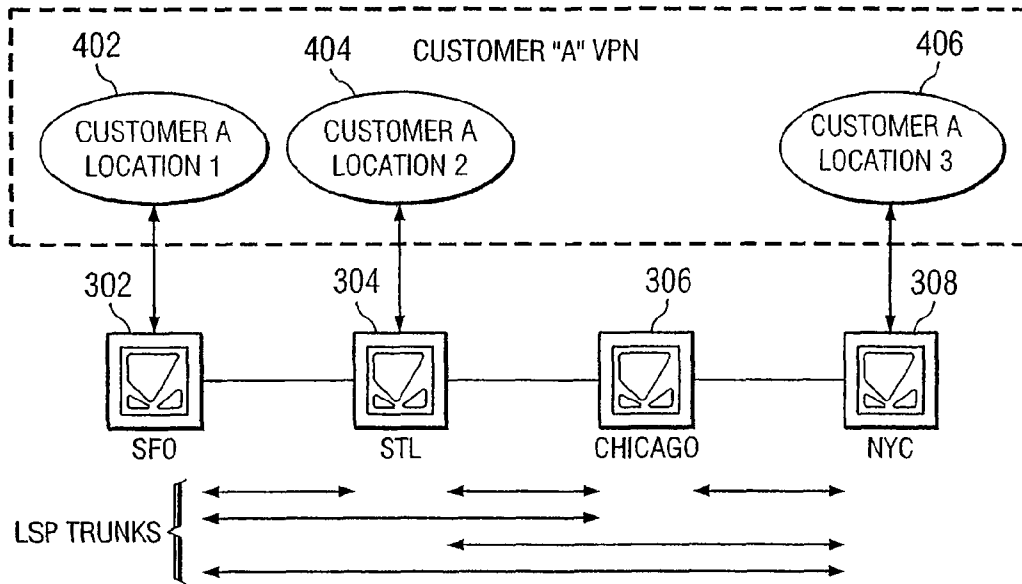 402
404
CUSTOMER "A" VPN
406
CUSTOMER A
LOCATION 1
CUSTOMER A
LOCATION 2
CUSTOMER A
LOCATION 3
302
304
306
308
SFO
STL
CHICAGO
NYC
LSP TRUNKS